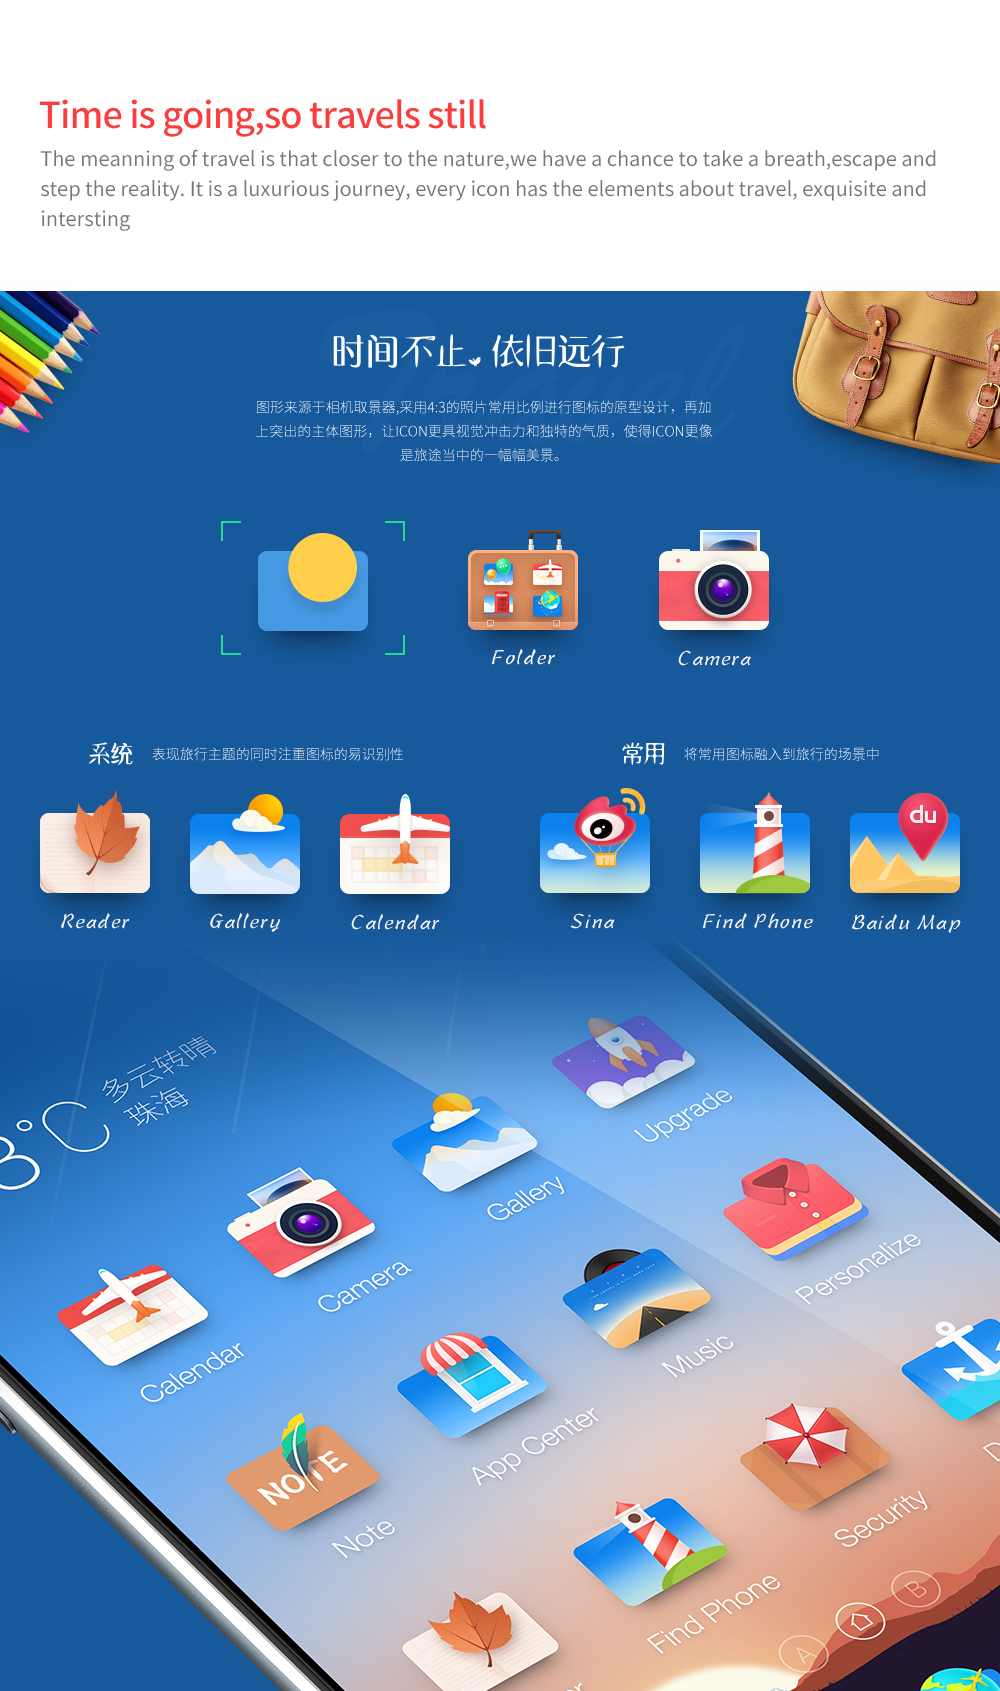 Time is going,so travels still
The meanning of travel is that closer to the nature,we have a chance to take a breath,escape and
step the reality. It is a luxurious journey, every icon has the elements about travel, exquisite and
intersting
时间不止 依旧远行
图形来源于相机取景器,采用4:3的照片常用比例进行图标的原型设计，再加
上突出的主体图形，让ICON更具视觉冲击力和独特的气质，使得ICON更像
是旅途当中的一幅幅美景。
Folder
Camera
系统 表现旅行主题的同时注重图标的易识别性
常用 将常用图标融入到旅行的场景中
du
Reader
Gallery
Calendar
Sina
Find Phone
Baidu Map
多云转晴
珠海
8°C
Upgrade
Gallery
Camera
Calendar
Personalize
Music
App Center
NOTE
Note
Security
Find Phone
A
B